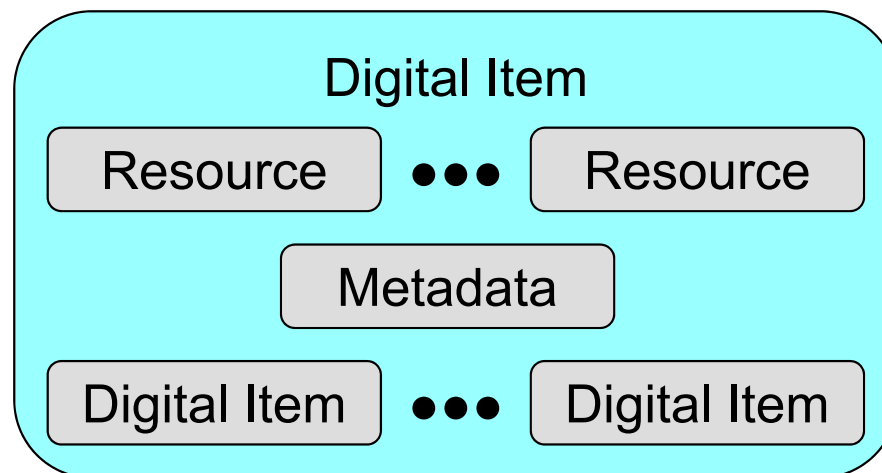 Digital Item
Resource ●●● Resource
Metadata
Digital Item ●●● Digital Item